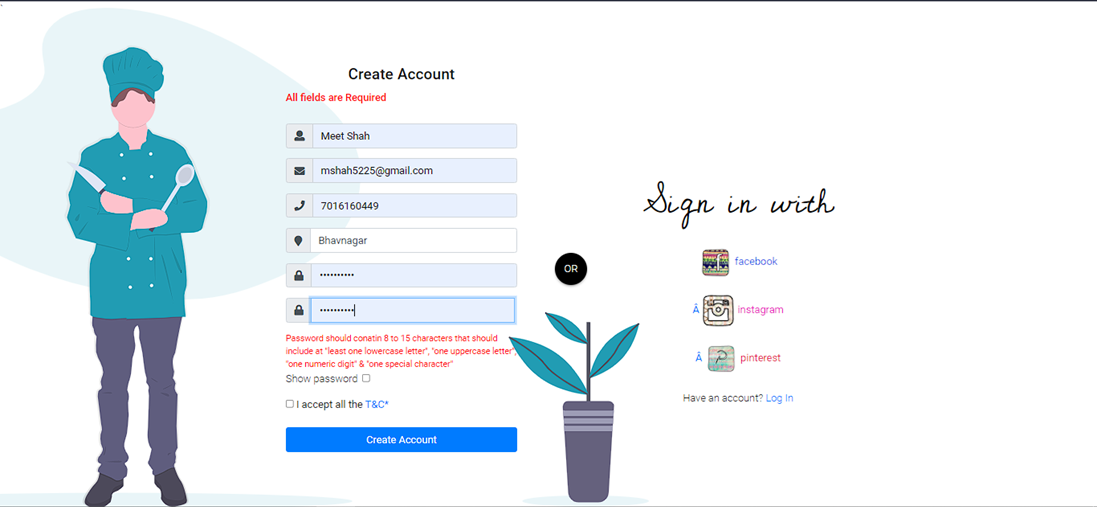 Create Account
All fields are Required
Meet Shah
mshah5225@gmail.com
7016160449
Bhavnagar
••••••••••
••••••••••
Password should conatin 8 to 15 characters that should
include at "least one lowercase letter", "one uppercase letter",
"one numeric digit" & "one special character"
Show password
I accept all the T&C*
Create Account
OR
Sign in with
facebook
Â instagram
Â pinterest
Have an account? Log In